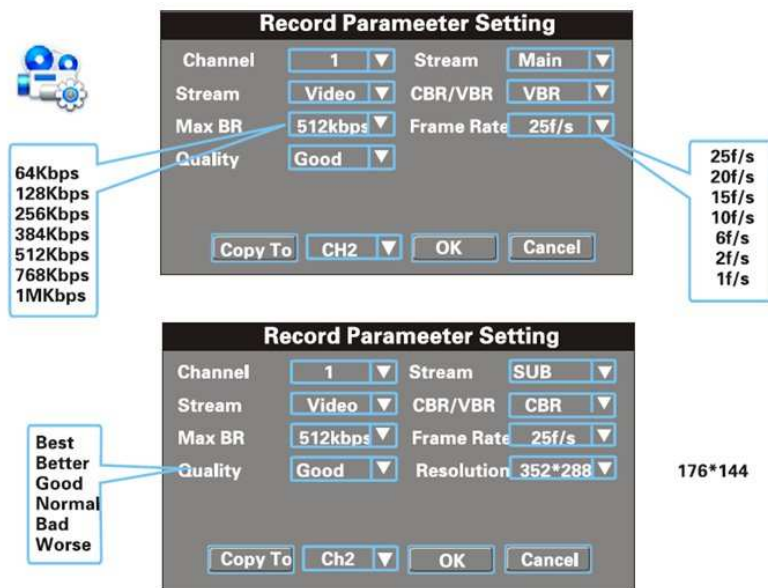 Record Parameeter Setting
Channel 1 Stream Main
Stream Video CBR/VBR VBR
Max BR 512kbps Frame Rate 25f/s
Quality Good
Copy To CH2 OK Cancel
64Kbps
128Kbps
256Kbps
384Kbps
512Kbps
768Kbps
1MKbps
25f/s
20f/s
15f/s
10f/s
6f/s
2f/s
1f/s
Record Parameeter Setting
Channel 1 Stream SUB
Stream Video CBR/VBR CBR
Max BR 512kbps Frame Rate 25f/s
Quality Good Resolution 352*288
Copy To Ch2 OK Cancel
Best
Better
Good
Normal
Bad
Worse
176*144